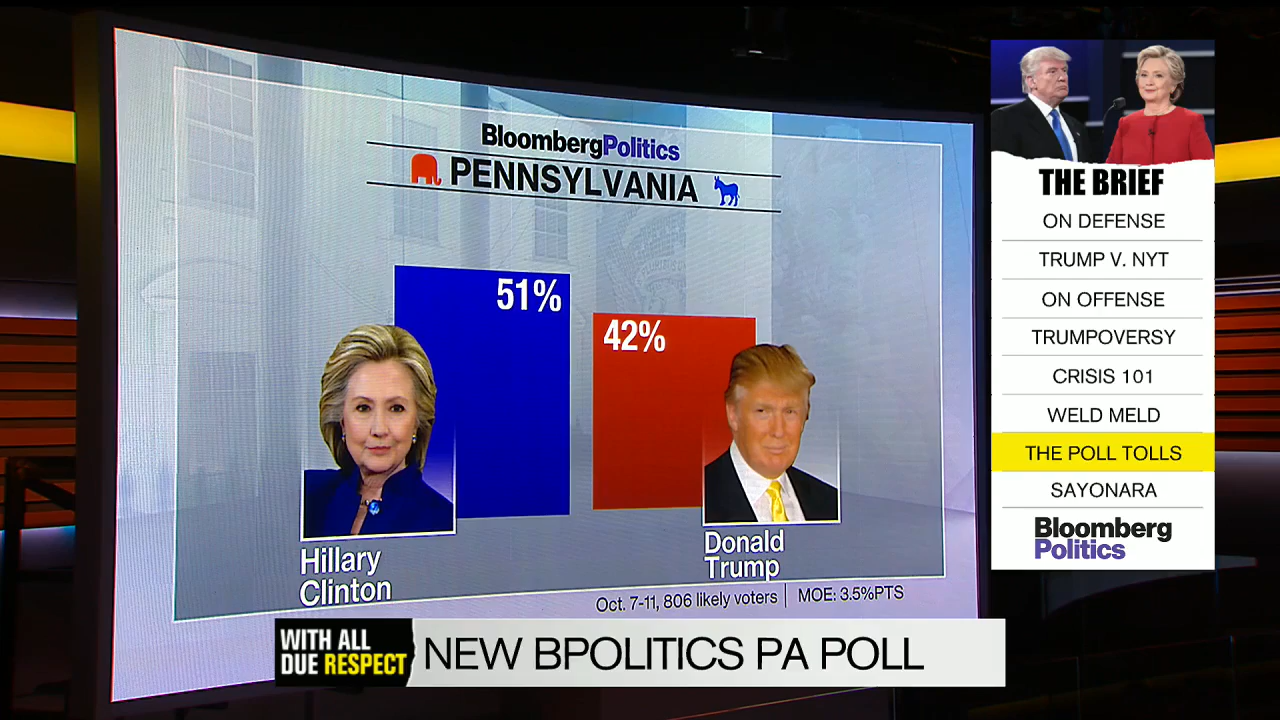 BloombergPolitics
PENNSYLVANIA
51%
42%
Hillary
Clinton
Donald
Trump
Oct. 7-11, 806 likely voters | MOE: 3.5%PTS
WITH ALL
DUE RESPECT
NEW BPOLITICS PA POLL
THE BRIEF
ON DEFENSE
TRUMP V. NYT
ON OFFENSE
TRUMPOVERSY
CRISIS 101
WELD MELD
THE POLL TOLLS
SAYONARA
Bloomberg
Politics